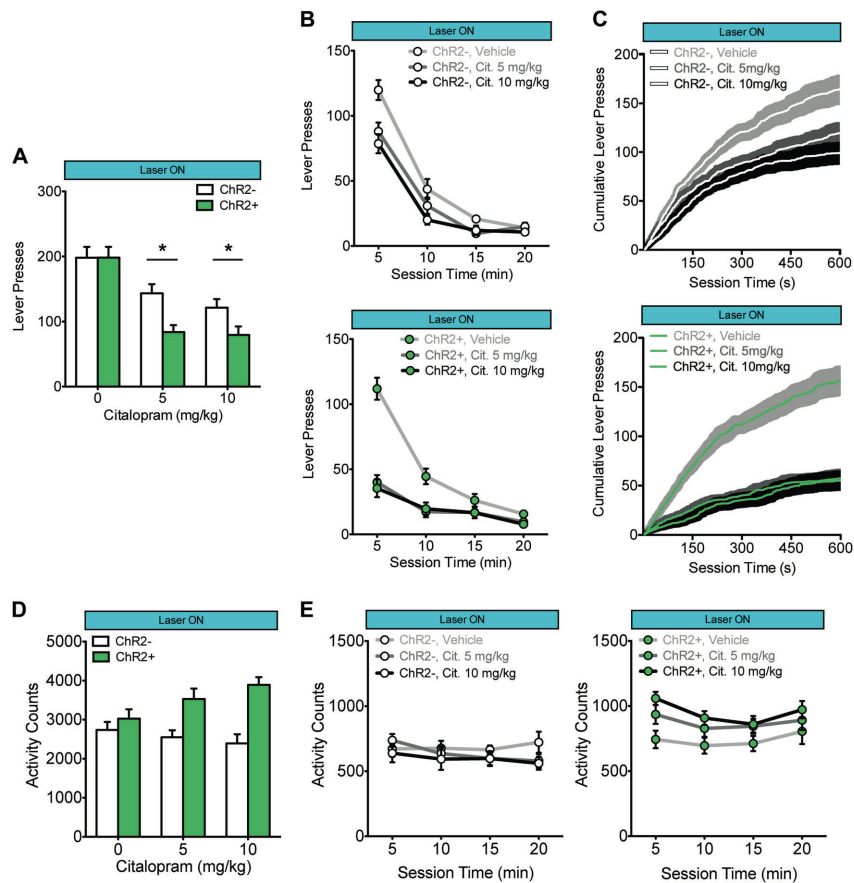 A
Laser ON
ChR2-
ChR2+
300
200
100
0
*
*
0
5
10
Lever Presses
Citalopram (mg/kg)
B
Laser ON
ChR2-, Vehicle
ChR2-, Cit. 5 mg/kg
ChR2-, Cit. 10 mg/kg
150
100
50
0
5
10
15
20
Lever Presses
Session Time (min)
Laser ON
ChR2+, Vehicle
ChR2+, Cit. 5 mg/kg
ChR2+, Cit. 10 mg/kg
150
100
50
0
5
10
15
20
Lever Presses
Session Time (min)
C
Laser ON
ChR2-, Vehicle
ChR2-, Cit. 5mg/kg
ChR2-, Cit. 10mg/kg
200
150
100
50
0
150
300
450
600
Cumulative Lever Presses
Session Time (s)
Laser ON
ChR2+, Vehicle
ChR2+, Cit. 5mg/kg
ChR2+, Cit. 10mg/kg
200
150
100
50
0
150
300
450
600
Cumulative Lever Presses
Session Time (s)
D
Laser ON
ChR2-
ChR2+
5000
4000
3000
2000
1000
0
0
5
10
Activity Counts
Citalopram (mg/kg)
E
Laser ON
ChR2-, Vehicle
ChR2-, Cit. 5 mg/kg
ChR2-, Cit. 10 mg/kg
1500
1000
500
0
5
10
15
20
Activity Counts
Session Time (min)
Laser ON
ChR2+, Vehicle
ChR2+, Cit. 5 mg/kg
ChR2+, Cit. 10 mg/kg
1500
1000
500
0
5
10
15
20
Activity Counts
Session Time (min)